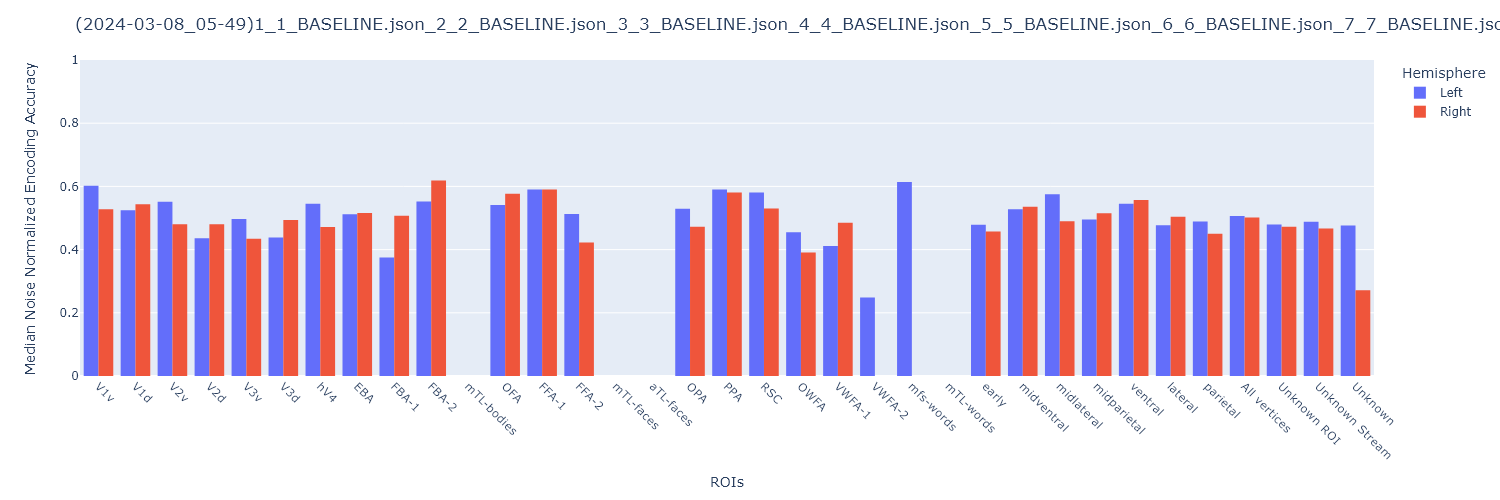 (2024-03-08_05-49)1_1_BASELINE.json_2_2_BASELINE.json_3_3_BASELINE.json_4_4_BASELINE.json_5_5_BASELINE.json_6_6_BASELINE.json_7_7_BASELINE.jsc
Median Noise Normalized Encoding Accuracy
1
0.8
0.6
0.4
0.2
0
V1v
V1d
V2v
V2d
V3v
V3d
hV4
EBA
FBA-1
FBA-2
mTL-bodies
OFA
FFA-1
FFA-2
mTL-faces
aTL-faces
OPA
PPA
RSC
OWFA
VWFA-1
VWFA-2
mfs-words
mTL-words
early
midventral
midlateral
midparietal
ventral
lateral
parietal
All vertices
Unknown ROI
Unknown Stream
Unknown
ROIs
Hemisphere
Left
Right